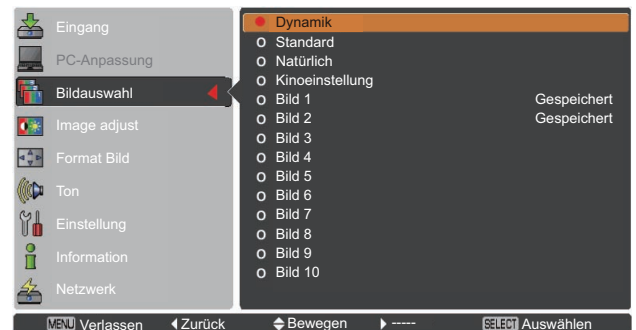 Eingang
PC-Anpassung
Bildauswahl
Image adjust
Format Bild
Ton
Einstellung
Information
Netzwerk
Dynamik
Standard
Natürlich
Kinoeinstellung
Bild 1 Gespeichert
Bild 2 Gespeichert
Bild 3
Bild 4
Bild 5
Bild 6
Bild 7
Bild 8
Bild 9
Bild 10
MENU Verlassen Zurück Bewegen ----- SELECT Auswählen